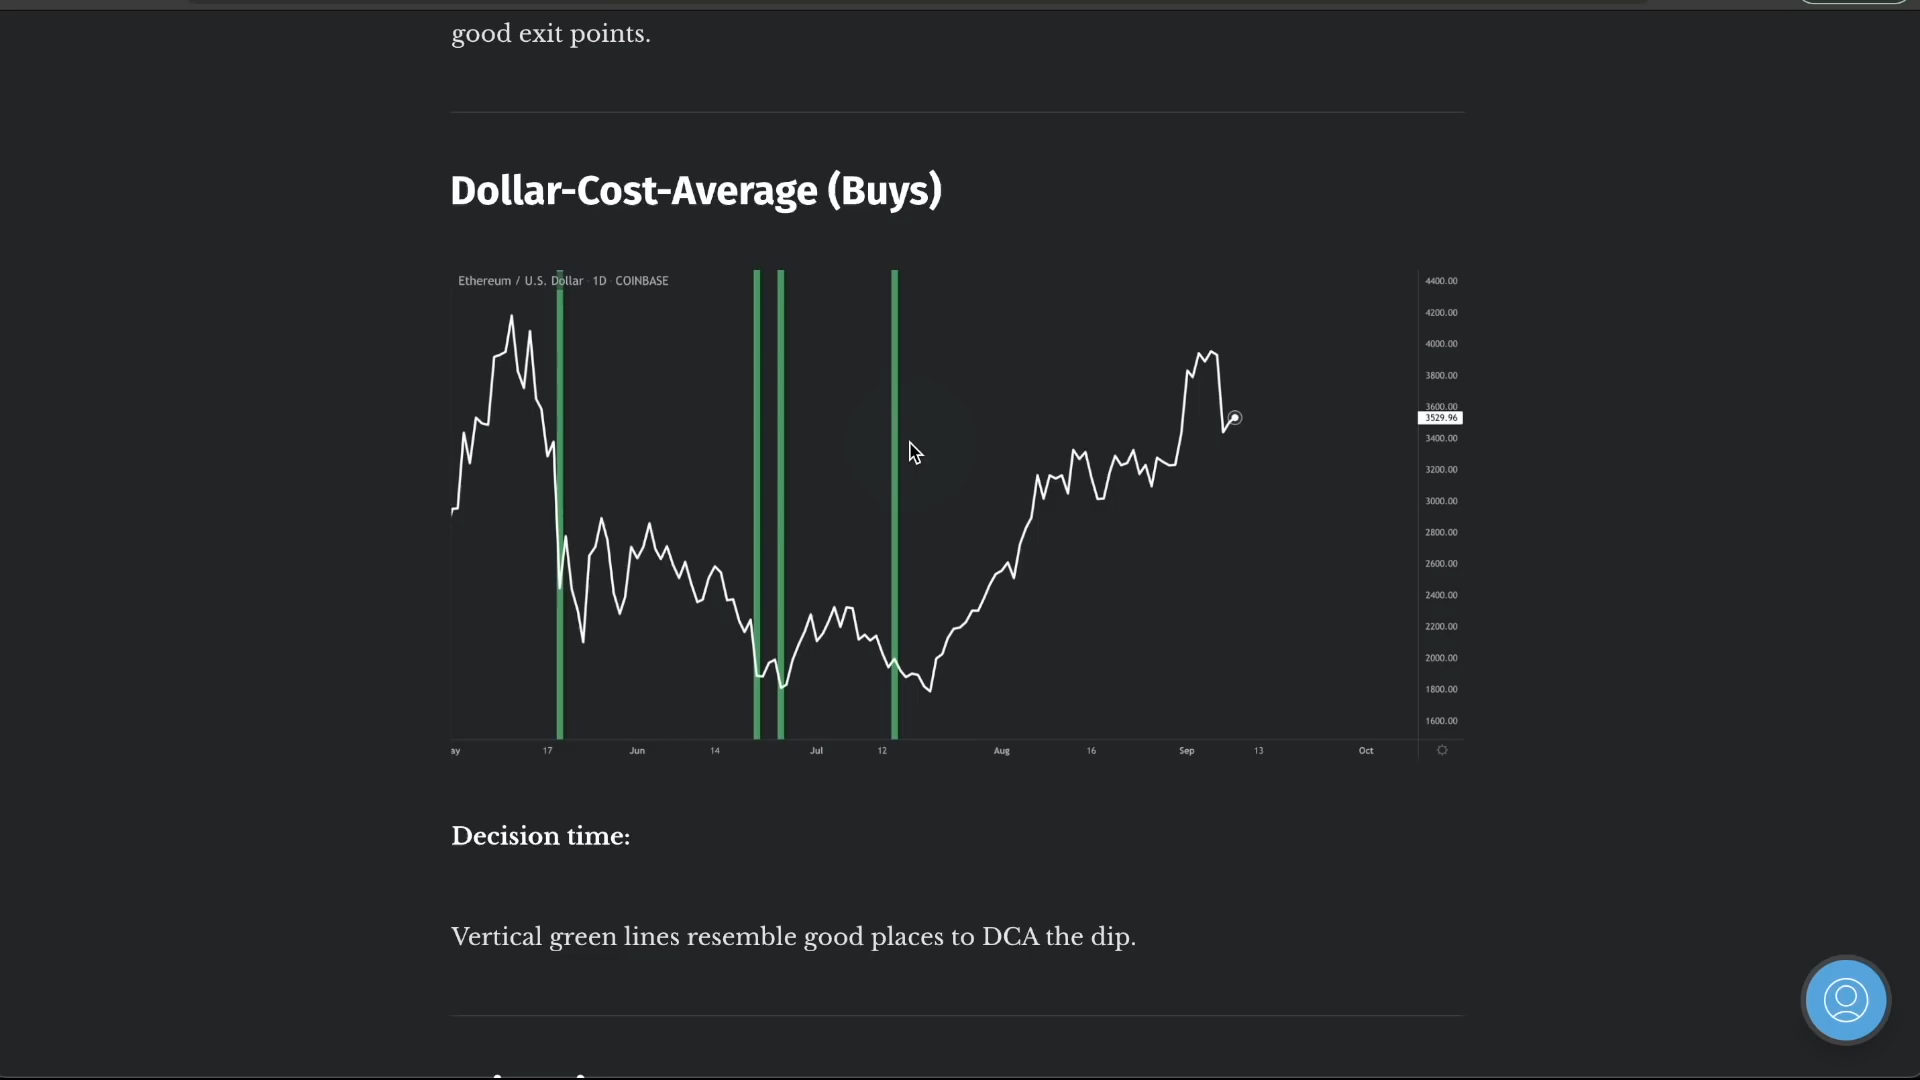 good exit points.
Dollar-Cost-Average (Buys)
Ethereum / U.S. Dollar · 1D · COINBASE
4400.00
4200.00
4000.00
3800.00
3600.00
3529.96
3400.00
3200.00
3000.00
2800.00
2600.00
2400.00
2200.00
2000.00
1800.00
1600.00
ay 17 Jun 14 Jul 12 Aug 16 Sep 13 Oct
Decision time:
Vertical green lines resemble good places to DCA the dip.